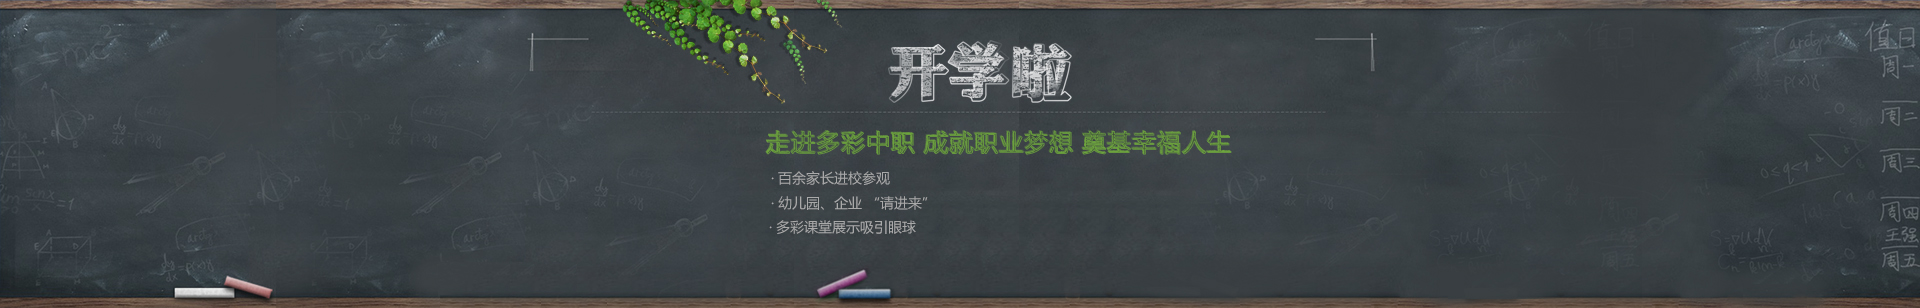 开学啦
走进多彩中职 成就职业梦想 奠基幸福人生
· 百余家长进校参观
· 幼儿园、企业 “请进来”
· 多彩课堂展示吸引眼球
值日
周一
周二
周三
周四
王强
周五